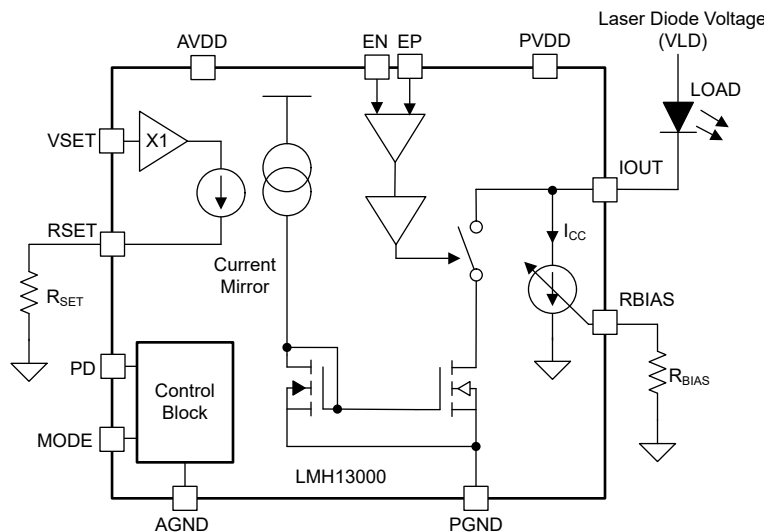 Laser Diode Voltage
(VLD)
AVDD
EN
EP
PVDD
LOAD
VSET
X1
IOUT
RSET
ICC
Current
Mirror
RSET
RBIAS
PD
Control
Block
RBIAS
MODE
LMH13000
AGND
PGND